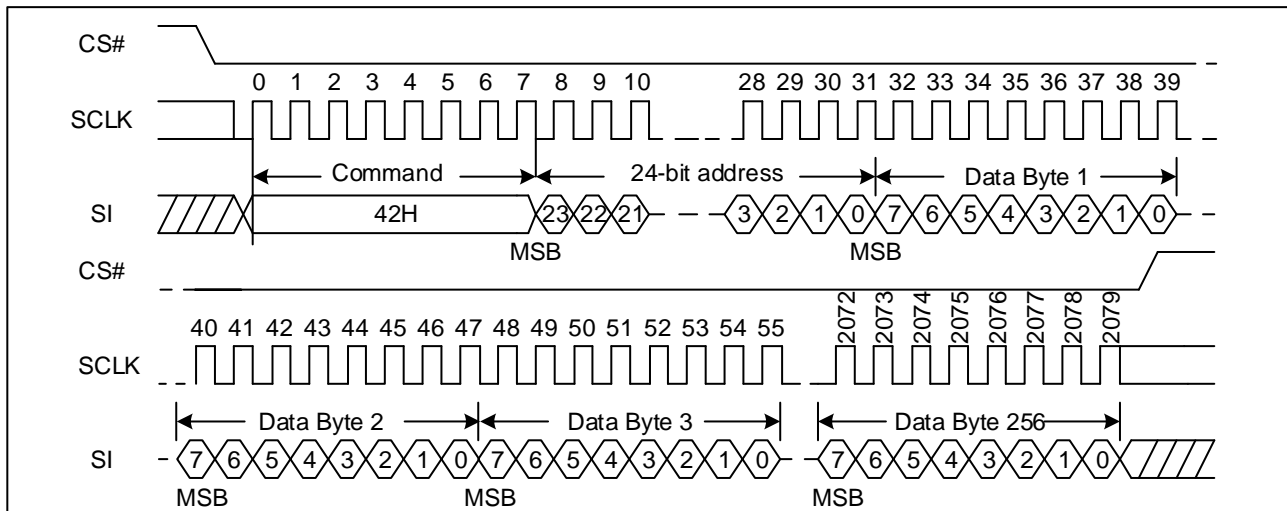 CS#
0 1 2 3 4 5 6 7 8 9 10 28 29 30 31 32 33 34 35 36 37 38 39
SCLK
Command 24-bit address Data Byte 1
SI 42H 23 22 21 3 2 1 0 7 6 5 4 3 2 1 0
MSB MSB
CS#
40 41 42 43 44 45 46 47 48 49 50 51 52 53 54 55 2072 2073 2074 2075 2076 2077 2078 2079
SCLK
Data Byte 2 Data Byte 3 Data Byte 256
SI 7 6 5 4 3 2 1 0 7 6 5 4 3 2 1 0 7 6 5 4 3 2 1 0
MSB MSB MSB